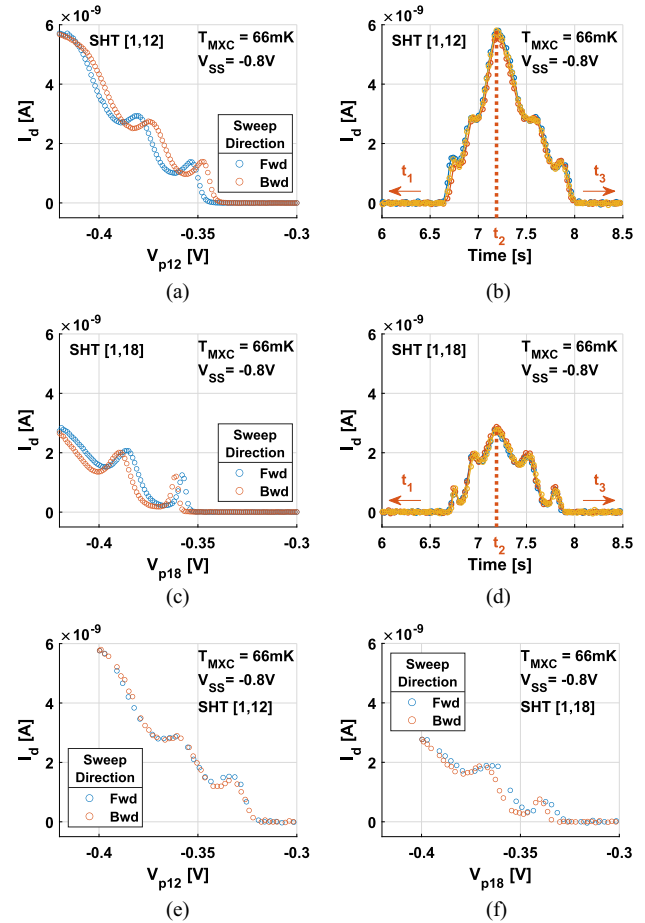 ×10⁻⁹
SHT [1,12]
T_MXC = 66mK
V_SS= -0.8V
Sweep
Direction
Fwd
Bwd
I_d [A]
6
4
2
0
-0.4 -0.35 -0.3
V_p12 [V]
(a)
×10⁻⁹
SHT [1,12]
T_MXC = 66mK
V_SS= -0.8V
t_1
t_3
I_d [A]
6
4
2
0
6 6.5 7 t_2 7.5 8 8.5
Time [s]
(b)
×10⁻⁹
SHT [1,18]
T_MXC = 66mK
V_SS= -0.8V
Sweep
Direction
Fwd
Bwd
I_d [A]
6
4
2
0
-0.4 -0.35 -0.3
V_p18 [V]
(c)
×10⁻⁹
SHT [1,18]
T_MXC = 66mK
V_SS= -0.8V
t_1
t_3
I_d [A]
6
4
2
0
6 6.5 7 t_2 7.5 8 8.5
Time [s]
(d)
×10⁻⁹
T_MXC = 66mK
V_SS= -0.8V
SHT [1,12]
Sweep
Direction
Fwd
Bwd
I_d [A]
6
4
2
0
-0.4 -0.35 -0.3
V_p12 [V]
(e)
×10⁻⁹
Sweep
Direction
Fwd
Bwd
T_MXC = 66mK
V_SS= -0.8V
SHT [1,18]
I_d [A]
6
4
2
0
-0.4 -0.35 -0.3
V_p18 [V]
(f)